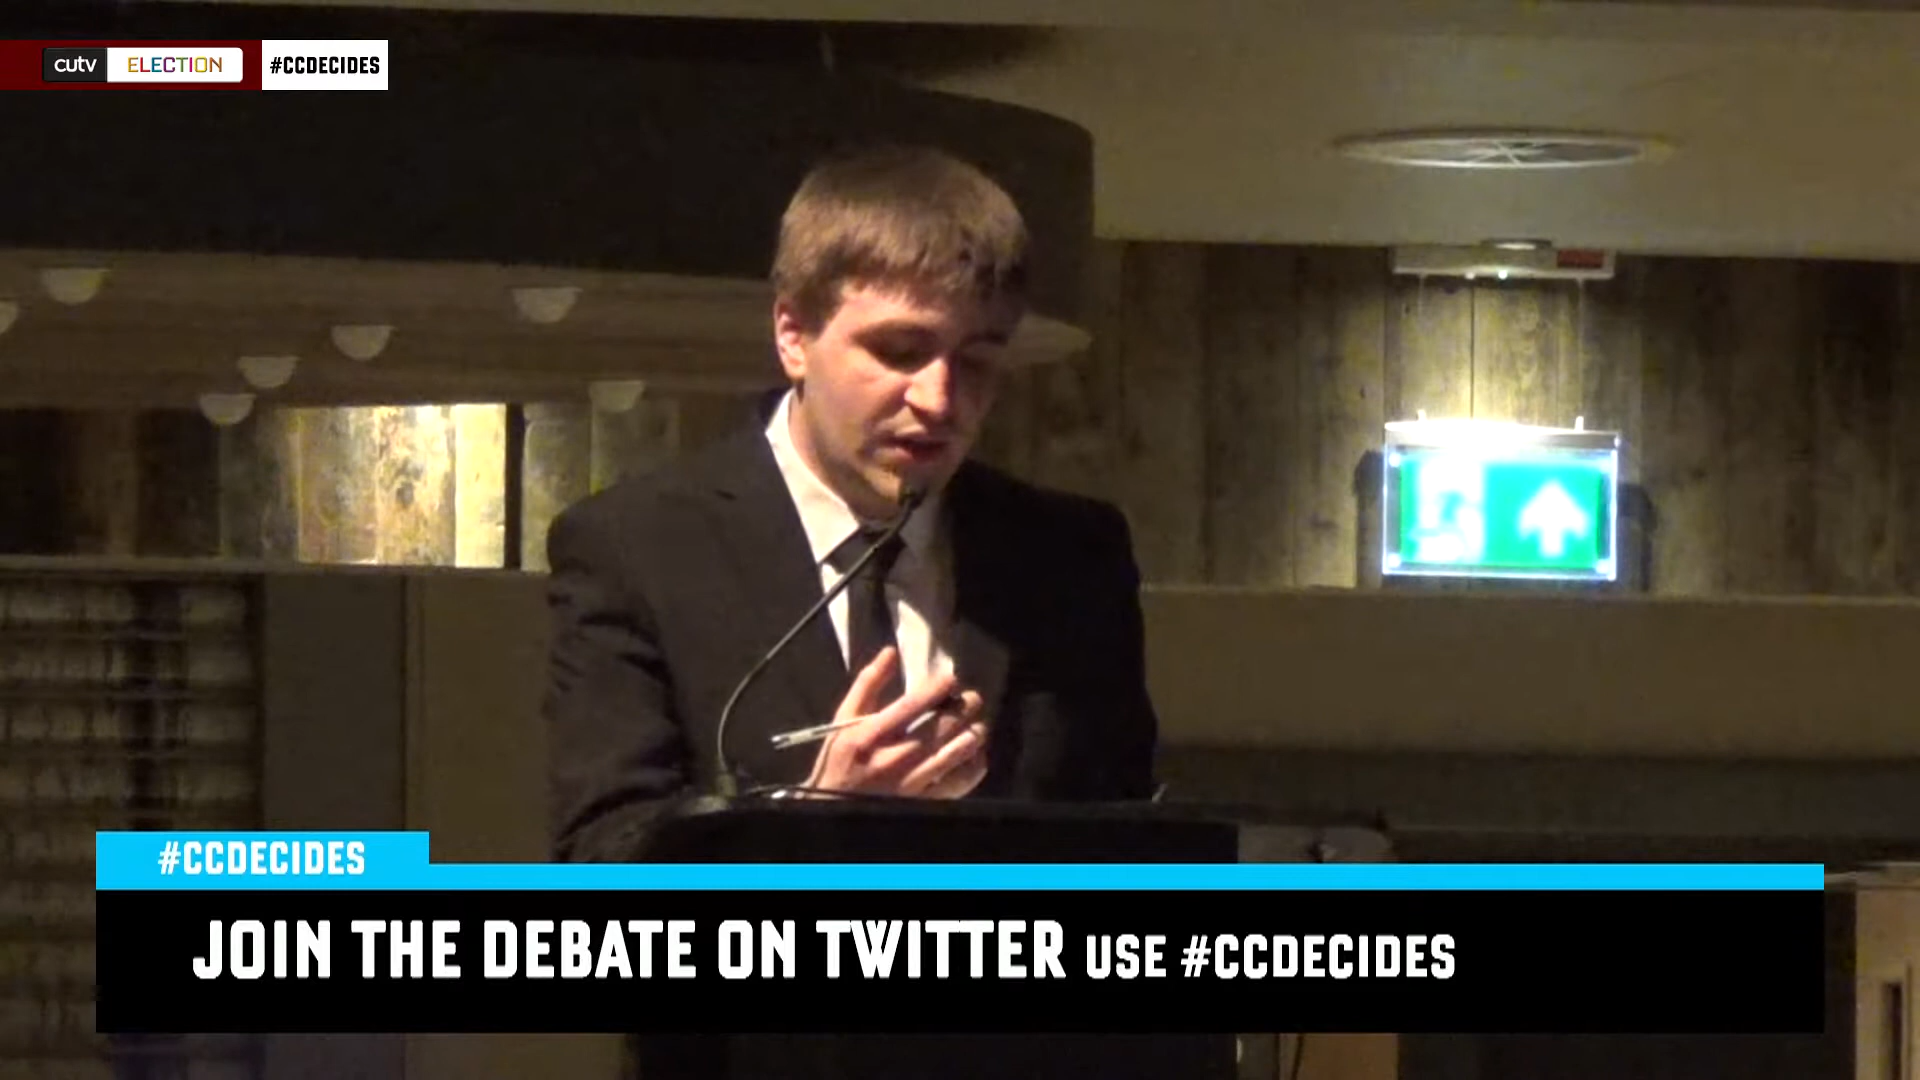 cutv ELECTION #CCDECIDES
#CCDECIDES
JOIN THE DEBATE ON TWITTER USE #CCDECIDES